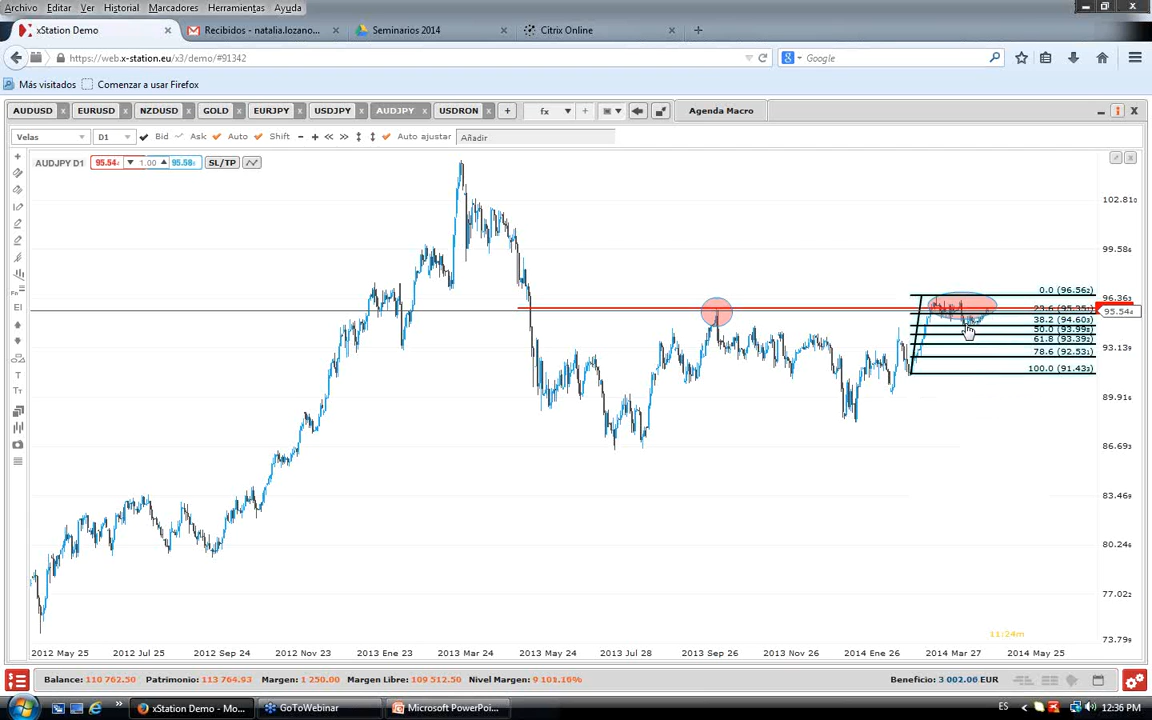 Archivo Editar Ver Historial Marcadores Herramientas Ayuda
xStation Demo Recibidos - natalia.lozano... Seminarios 2014 Citrix Online
https://web.x-station.eu/x3/demo/#91342 Google
Más visitados Comenzar a usar Firefox
AUDUSD EURUSD NZDUSD GOLD EURJPY USDJPY AUDJPY USDRON + fx Agenda Macro
Velas D1 Bid Ask Auto Shift Auto ajustar Añadir
AUDJPY D1 95.54 1.00 95.58 SL/TP
102.81
99.58
0.0 (96.56)
96.36
23.6 (95.35)
95.54
38.2 (94.60)
50.0 (93.99)
61.8 (93.39)
93.13
78.6 (92.53)
100.0 (91.43)
89.91
86.69
83.46
80.24
77.02
11:24m
73.79
2012 May 25 2012 Jul 25 2012 Sep 24 2012 Nov 23 2013 Ene 23 2013 Mar 24 2013 May 24 2013 Jul 28 2013 Sep 26 2013 Nov 26 2014 Ene 26 2014 Mar 27 2014 May 25
Balance: 110 762.50 Patrimonio: 113 764.93 Margen: 1 250.00 Margen Libre: 109 512.50 Nivel Margen: 9 101.16% Beneficio: 3 002.06 EUR
xStation Demo - Mo... GoToWebinar Microsoft PowerPoi... ES 12:36 PM